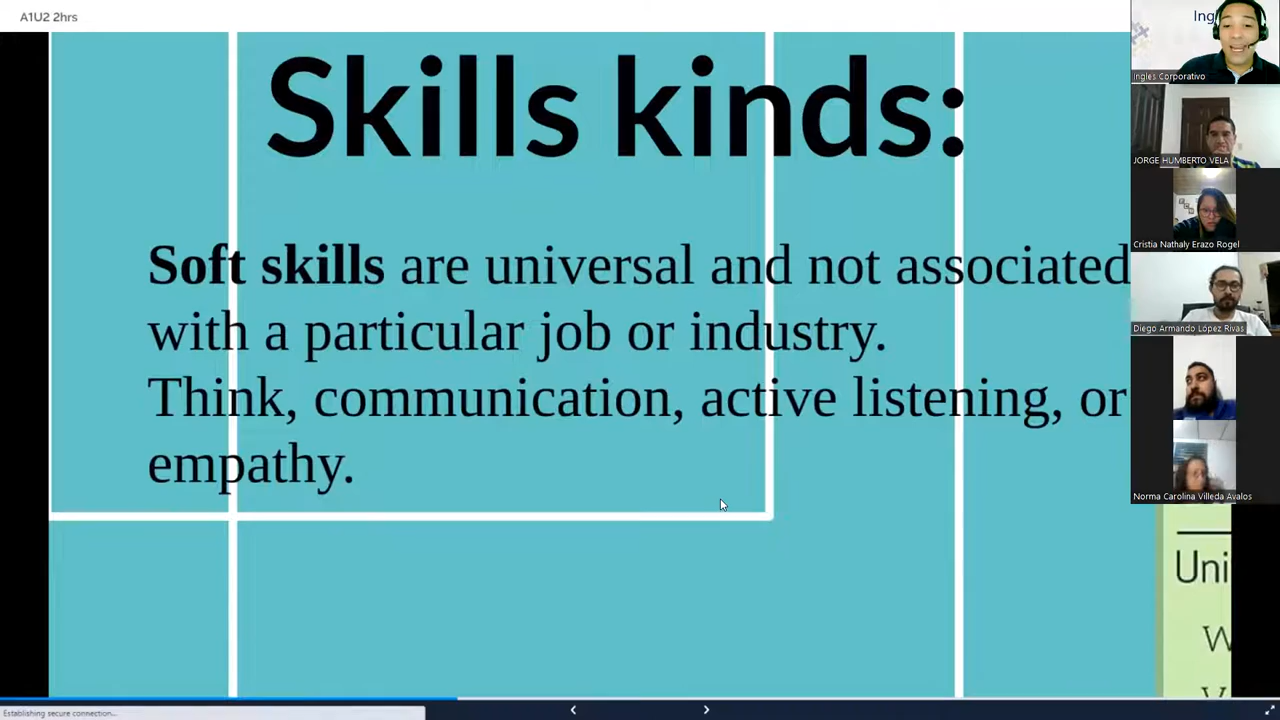 A1U2 2hrs
Skills kinds:
Soft skills are universal and not associated
with a particular job or industry.
Think, communication, active listening, or
empathy.
Ing
Ingles Corporativo
JORGE HUMBERTO VELA
Cristia Nathaly Erazo Rogel
Diego Armando López Rivas
Norma Carolina Villeda Avalos
Uni
W
Establishing secure connection...